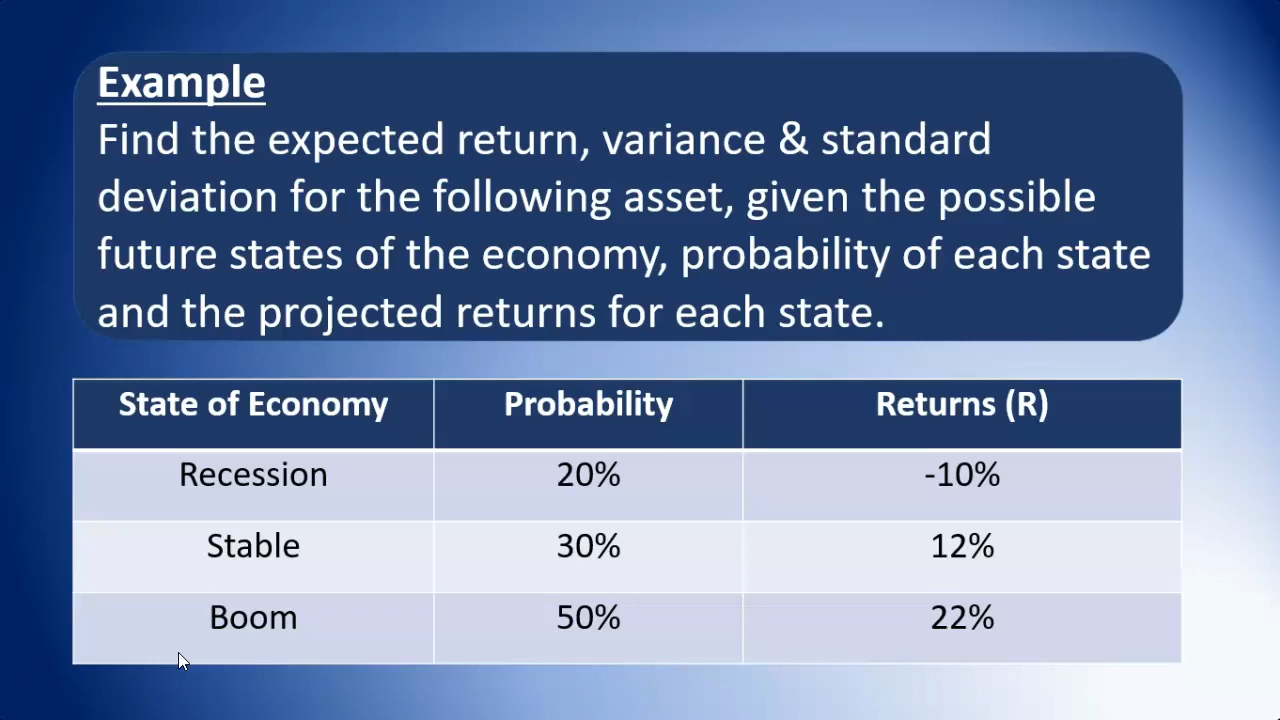 Example
Find the expected return, variance & standard
deviation for the following asset, given the possible
future states of the economy, probability of each state
and the projected returns for each state.
State of Economy Probability Returns (R)
Recession 20% -10%
Stable 30% 12%
Boom 50% 22%